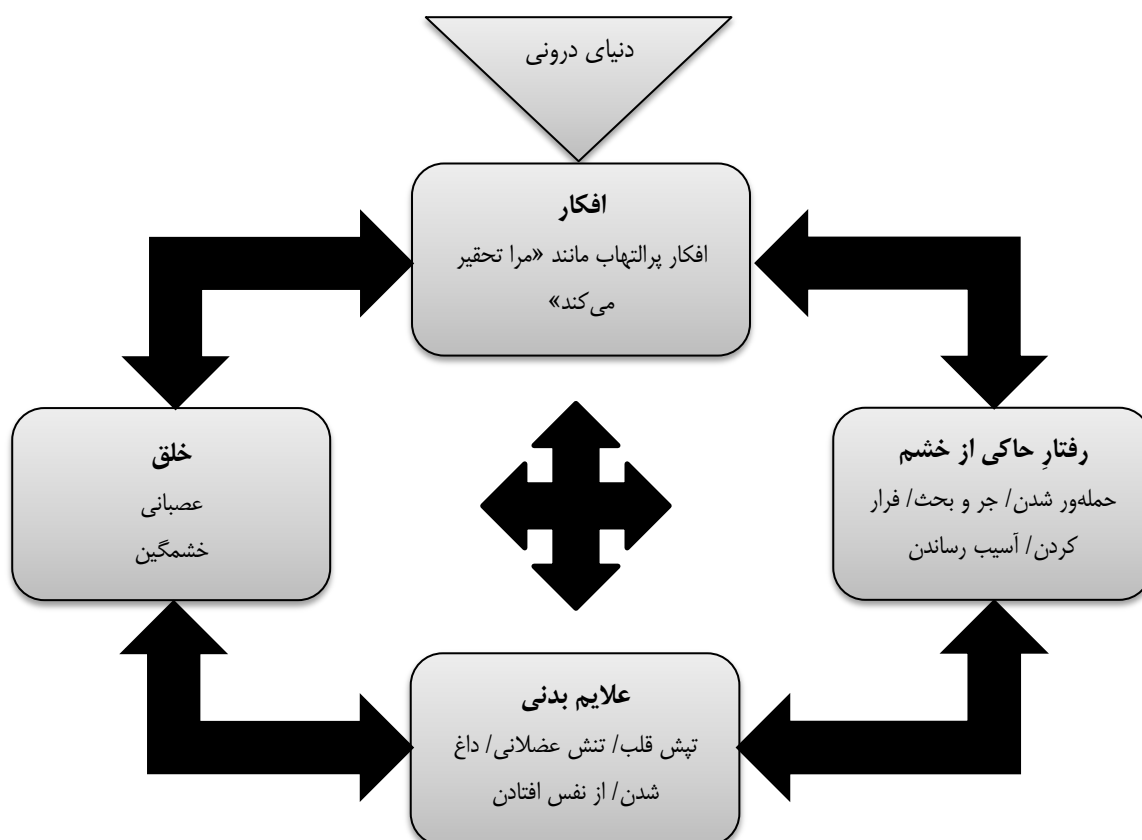 دنیای درونی
افکار
افکار پرالتهاب مانند «مرا تحقیر
می‌کند»
رفتارِ حاکی از خشم
حمله‌ور شدن/ جر و بحث/ فرار
کردن/ آسیب رساندن
خلق
عصبانی
خشمگین
علایم بدنی
تپش قلب/ تنش عضلانی/ داغ
شدن/ از نفس افتادن